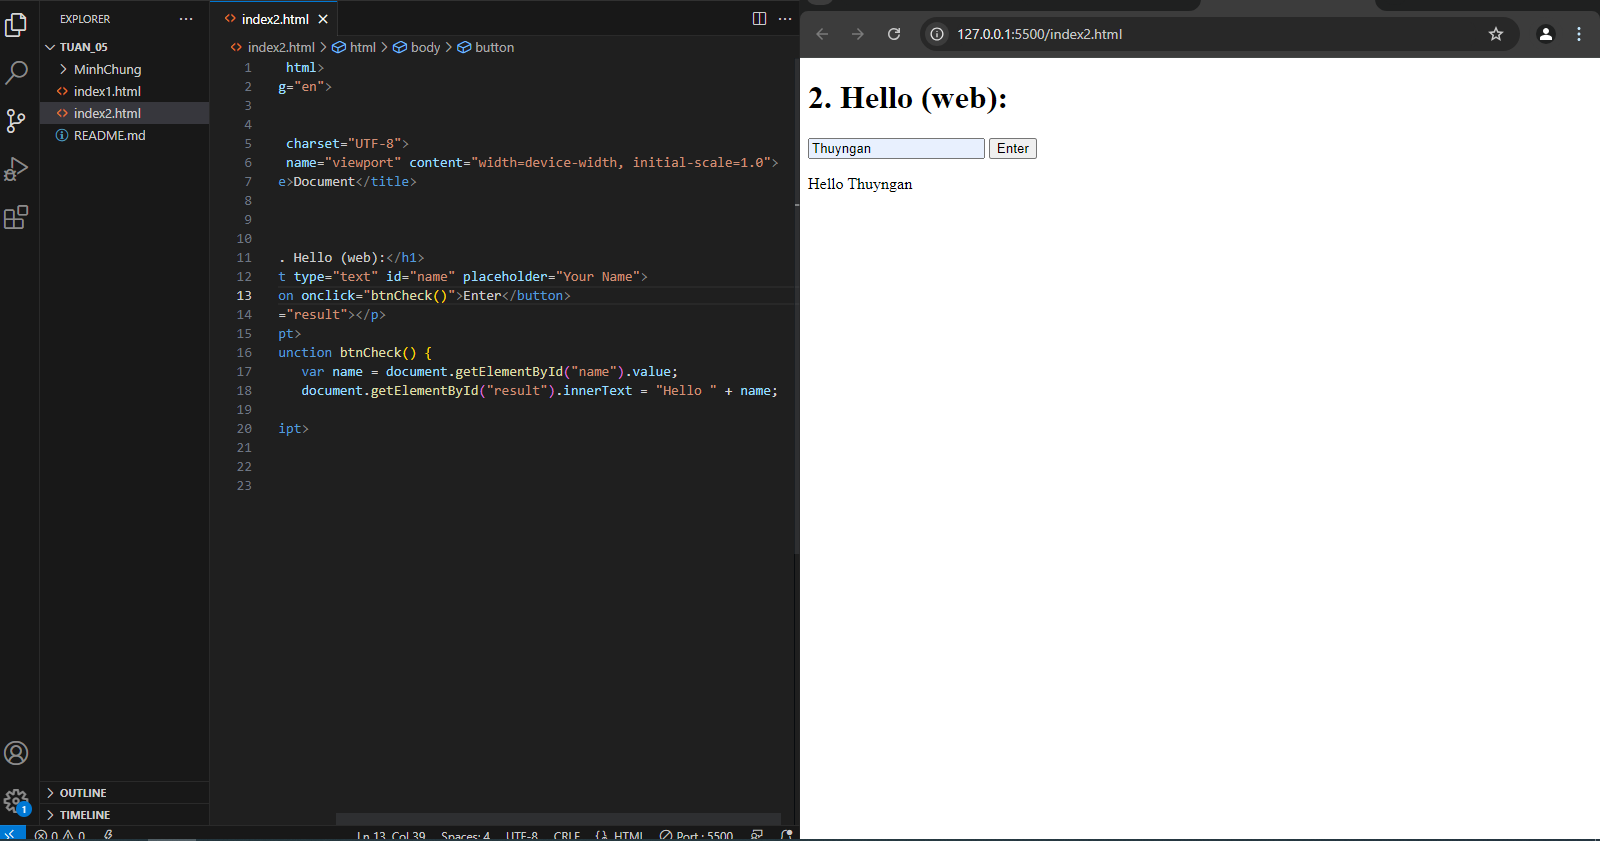 EXPLORER
TUAN_05
MinhChung
index1.html
index2.html
README.md
OUTLINE
TIMELINE
1
index2.html
index2.html > html > body > button
1 html>
2 g="en">
3
4
5 charset="UTF-8">
6 name="viewport" content="width=device-width, initial-scale=1.0">
7 e>Document</title>
8
9
10
11 . Hello (web):</h1>
12 t type="text" id="name" placeholder="Your Name">
13 on onclick="btnCheck()">Enter</button>
14 ="result"></p>
15 pt>
16 unction btnCheck() {
17 var name = document.getElementById("name").value;
18 document.getElementById("result").innerText = "Hello " + name;
19
20 ipt>
21
22
23
0 0 Ln 13, Col 39 Spaces: 4 UTF-8 CRLF {} HTML Port : 5500
127.0.0.1:5500/index2.html
2. Hello (web):
Thuyngan Enter
Hello Thuyngan